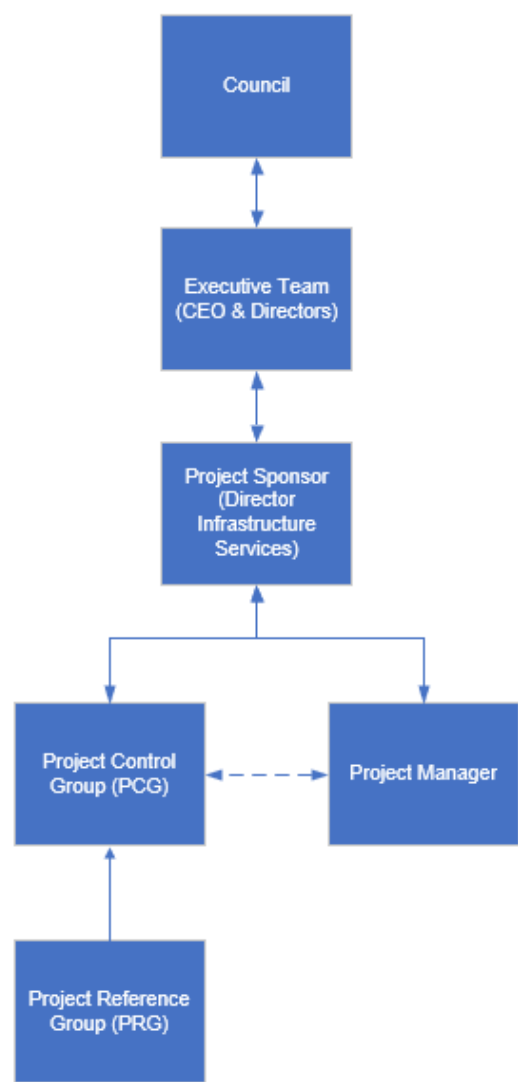 Council
Executive Team
(CEO & Directors)
Project Sponsor
(Director
Infrastructure
Services)
Project Control
Group (PCG)
Project Manager
Project Reference
Group (PRG)